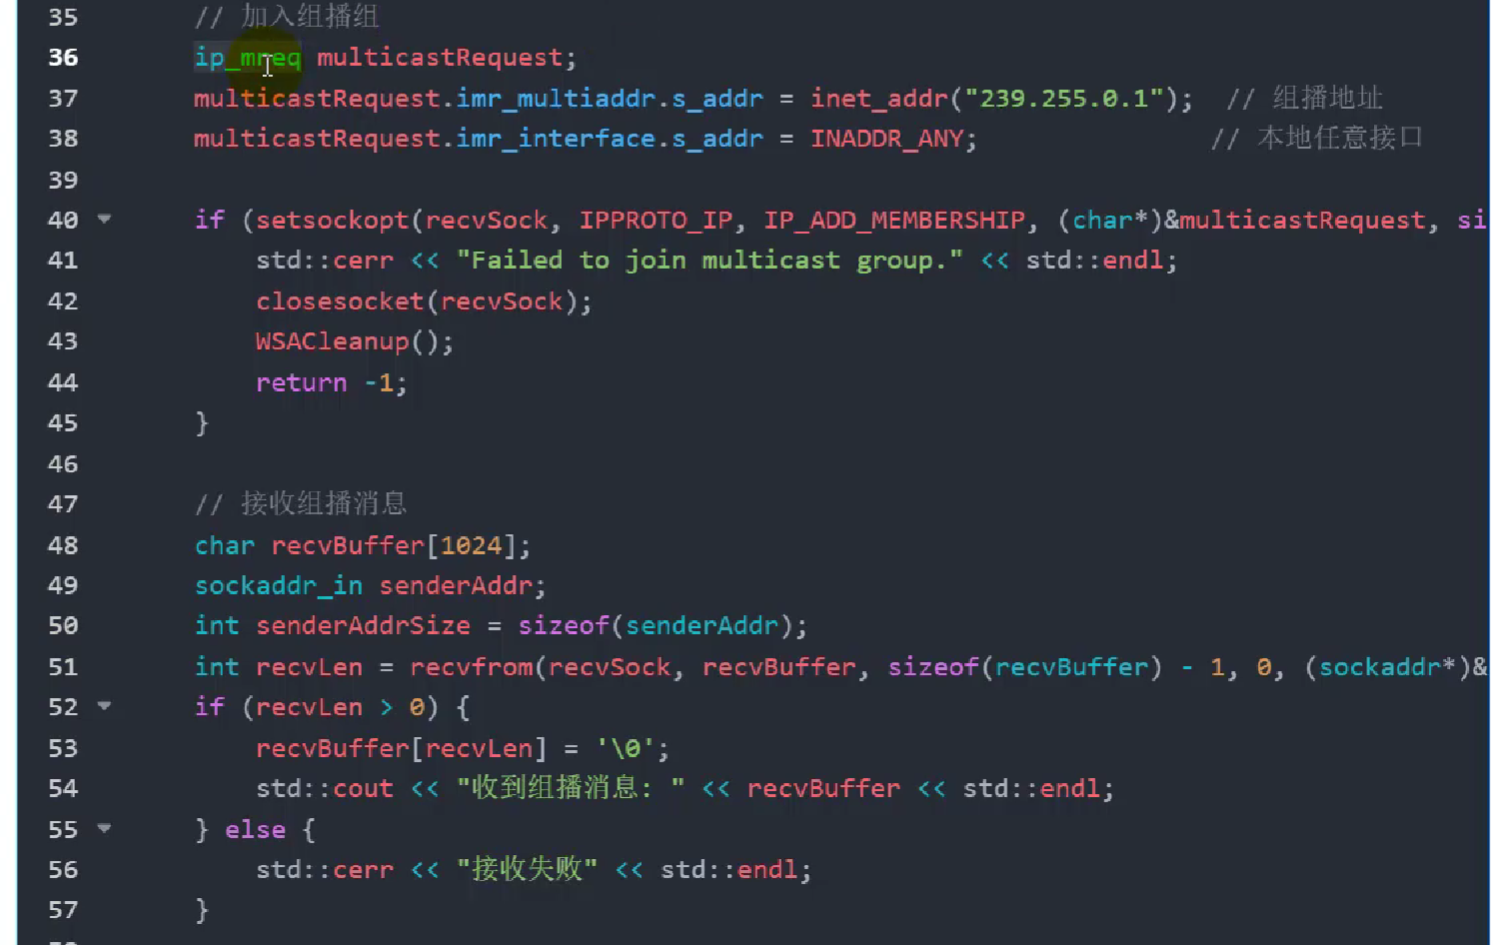 35 // 加入组播组
36 ip_mreq multicastRequest;
37 multicastRequest.imr_multiaddr.s_addr = inet_addr("239.255.0.1"); // 组播地址
38 multicastRequest.imr_interface.s_addr = INADDR_ANY; // 本地任意接口
39
40 if (setsockopt(recvSock, IPPROTO_IP, IP_ADD_MEMBERSHIP, (char*)&multicastRequest, si
41 std::cerr << "Failed to join multicast group." << std::endl;
42 closesocket(recvSock);
43 WSACleanup();
44 return -1;
45 }
46
47 // 接收组播消息
48 char recvBuffer[1024];
49 sockaddr_in senderAddr;
50 int senderAddrSize = sizeof(senderAddr);
51 int recvLen = recvfrom(recvSock, recvBuffer, sizeof(recvBuffer) - 1, 0, (sockaddr*)&
52 if (recvLen > 0) {
53 recvBuffer[recvLen] = '\0';
54 std::cout << "收到组播消息: " << recvBuffer << std::endl;
55 } else {
56 std::cerr << "接收失败" << std::endl;
57 }